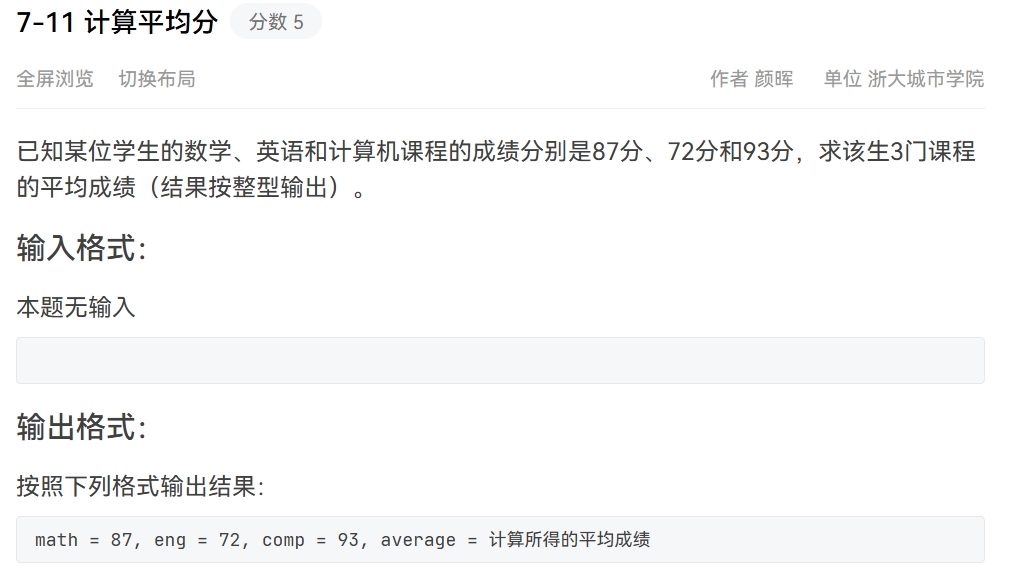 7-11 计算平均分 分数 5
全屏浏览 切换布局 作者 颜晖 单位 浙大城市学院
已知某位学生的数学、英语和计算机课程的成绩分别是87分、72分和93分，求该生3门课程
的平均成绩（结果按整型输出）。
输入格式：
本题无输入
输出格式：
按照下列格式输出结果：
math = 87, eng = 72, comp = 93, average = 计算所得的平均成绩